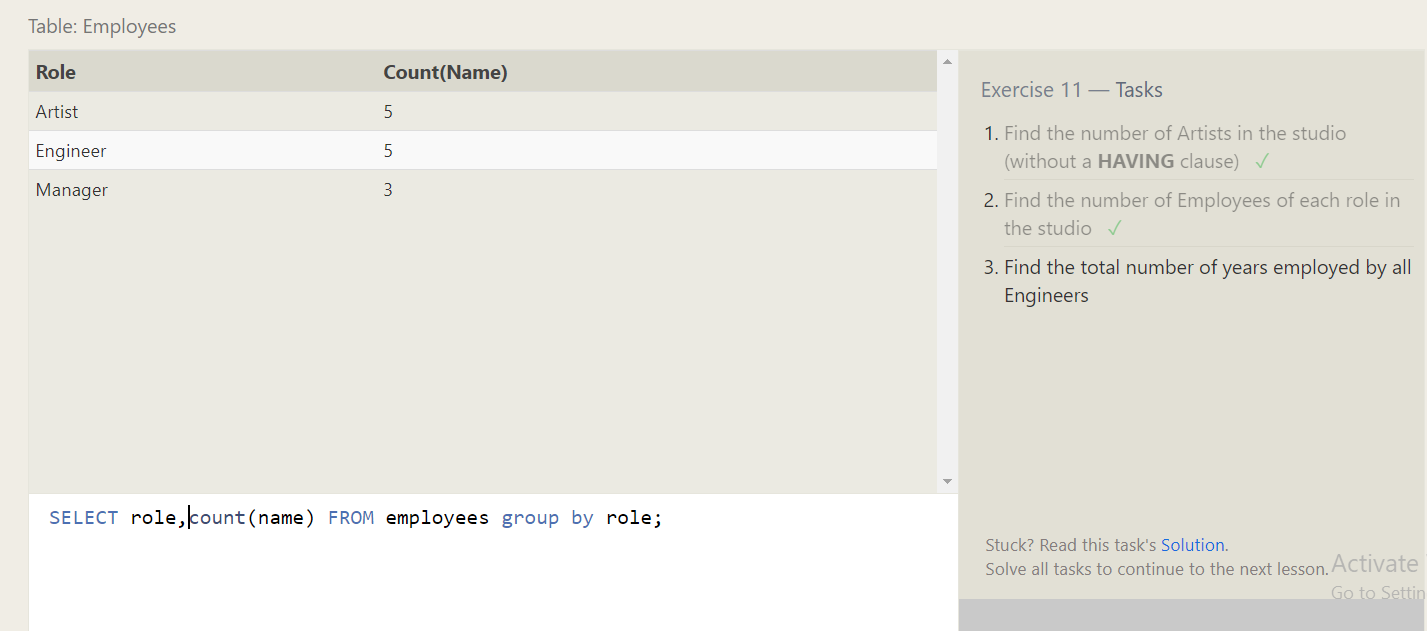 Table: Employees
Role Count(Name)
Artist 5
Engineer 5
Manager 3
SELECT role,count(name) FROM employees group by role;
Exercise 11 — Tasks
1. Find the number of Artists in the studio
(without a HAVING clause) ✓
2. Find the number of Employees of each role in
the studio ✓
3. Find the total number of years employed by all
Engineers
Stuck? Read this task's Solution.
Solve all tasks to continue to the next lesson.
Activate
Go to Settin